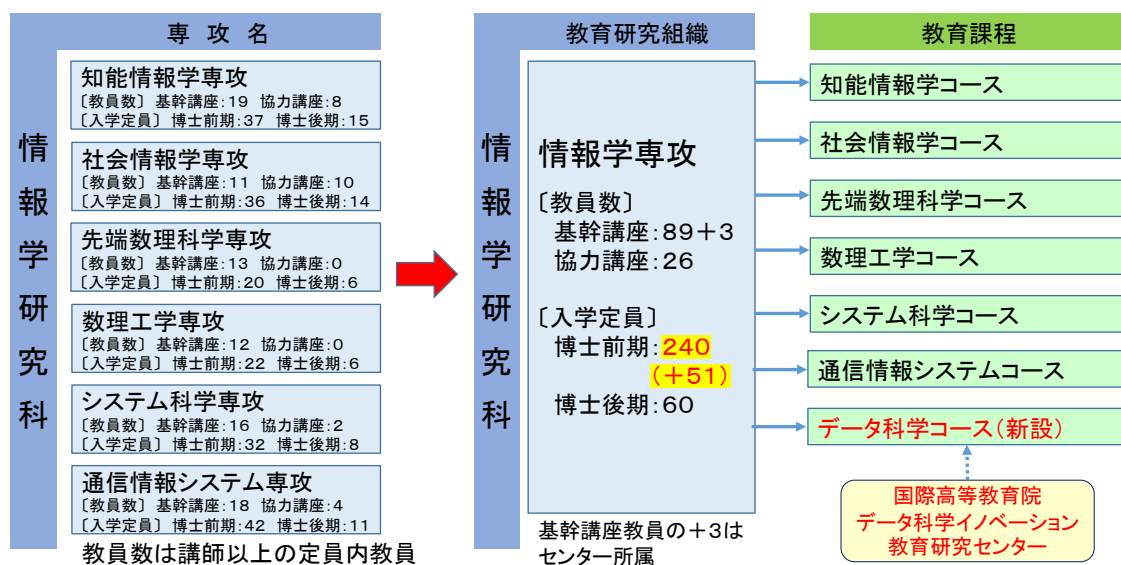 専 攻 名
情報学研究科
知能情報学専攻
〔教員数〕 基幹講座:19 協力講座:8
〔入学定員〕 博士前期:37 博士後期:15
社会情報学専攻
〔教員数〕 基幹講座:11 協力講座:10
〔入学定員〕 博士前期:36 博士後期:14
先端数理科学専攻
〔教員数〕 基幹講座:13 協力講座:0
〔入学定員〕 博士前期:20 博士後期:6
数理工学専攻
〔教員数〕 基幹講座:12 協力講座:0
〔入学定員〕 博士前期:22 博士後期:6
システム科学専攻
〔教員数〕 基幹講座:16 協力講座:2
〔入学定員〕 博士前期:32 博士後期:8
通信情報システム専攻
〔教員数〕 基幹講座:18 協力講座:4
〔入学定員〕 博士前期:42 博士後期:11
教員数は講師以上の定員内教員
教育研究組織
情報学研究科
情報学専攻
〔教員数〕
基幹講座:89+3
協力講座:26
〔入学定員〕
博士前期:240
(+51)
博士後期:60
基幹講座教員の+3は
センター所属
教育課程
知能情報学コース
社会情報学コース
先端数理科学コース
数理工学コース
システム科学コース
通信情報システムコース
データ科学コース(新設)
国際高等教育院
データ科学イノベーション
教育研究センター